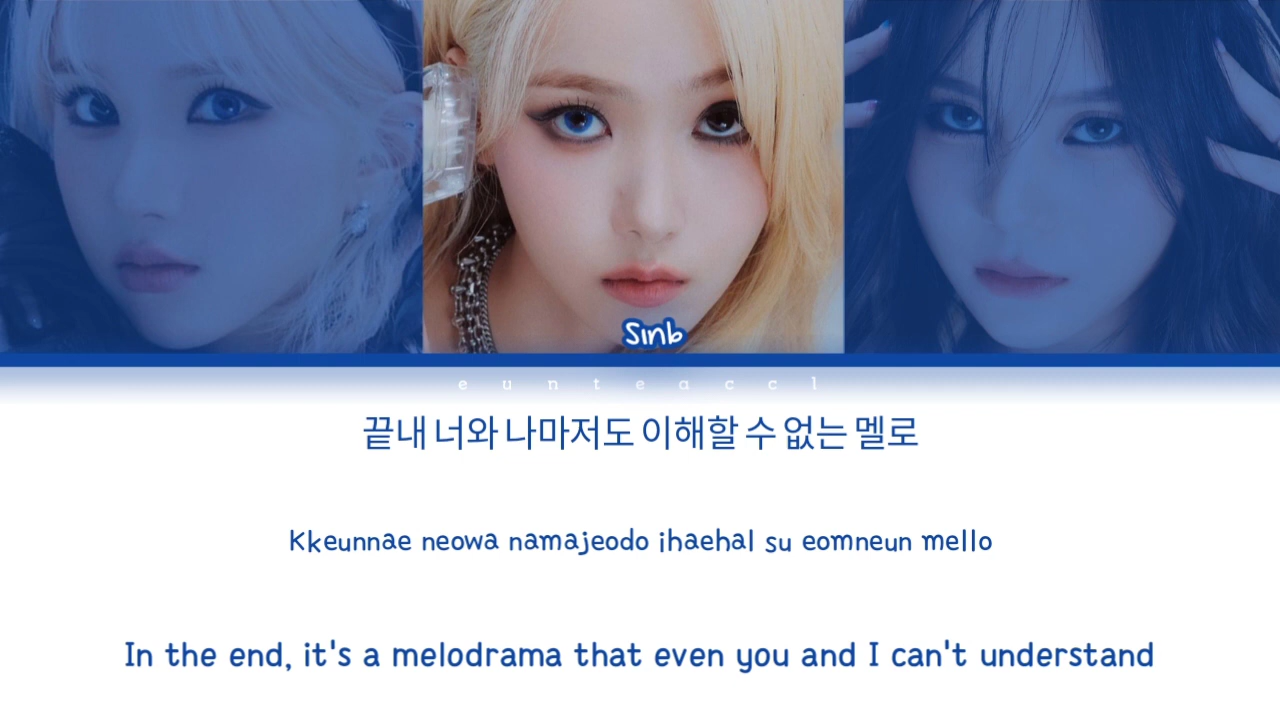 Sinb
eunteaccl
끝내 너와 나마저도 이해할 수 없는 멜로
Kkeunnae neowa namajeodo ihaehal su eomneun mello
In the end, it's a melodrama that even you and I can't understand